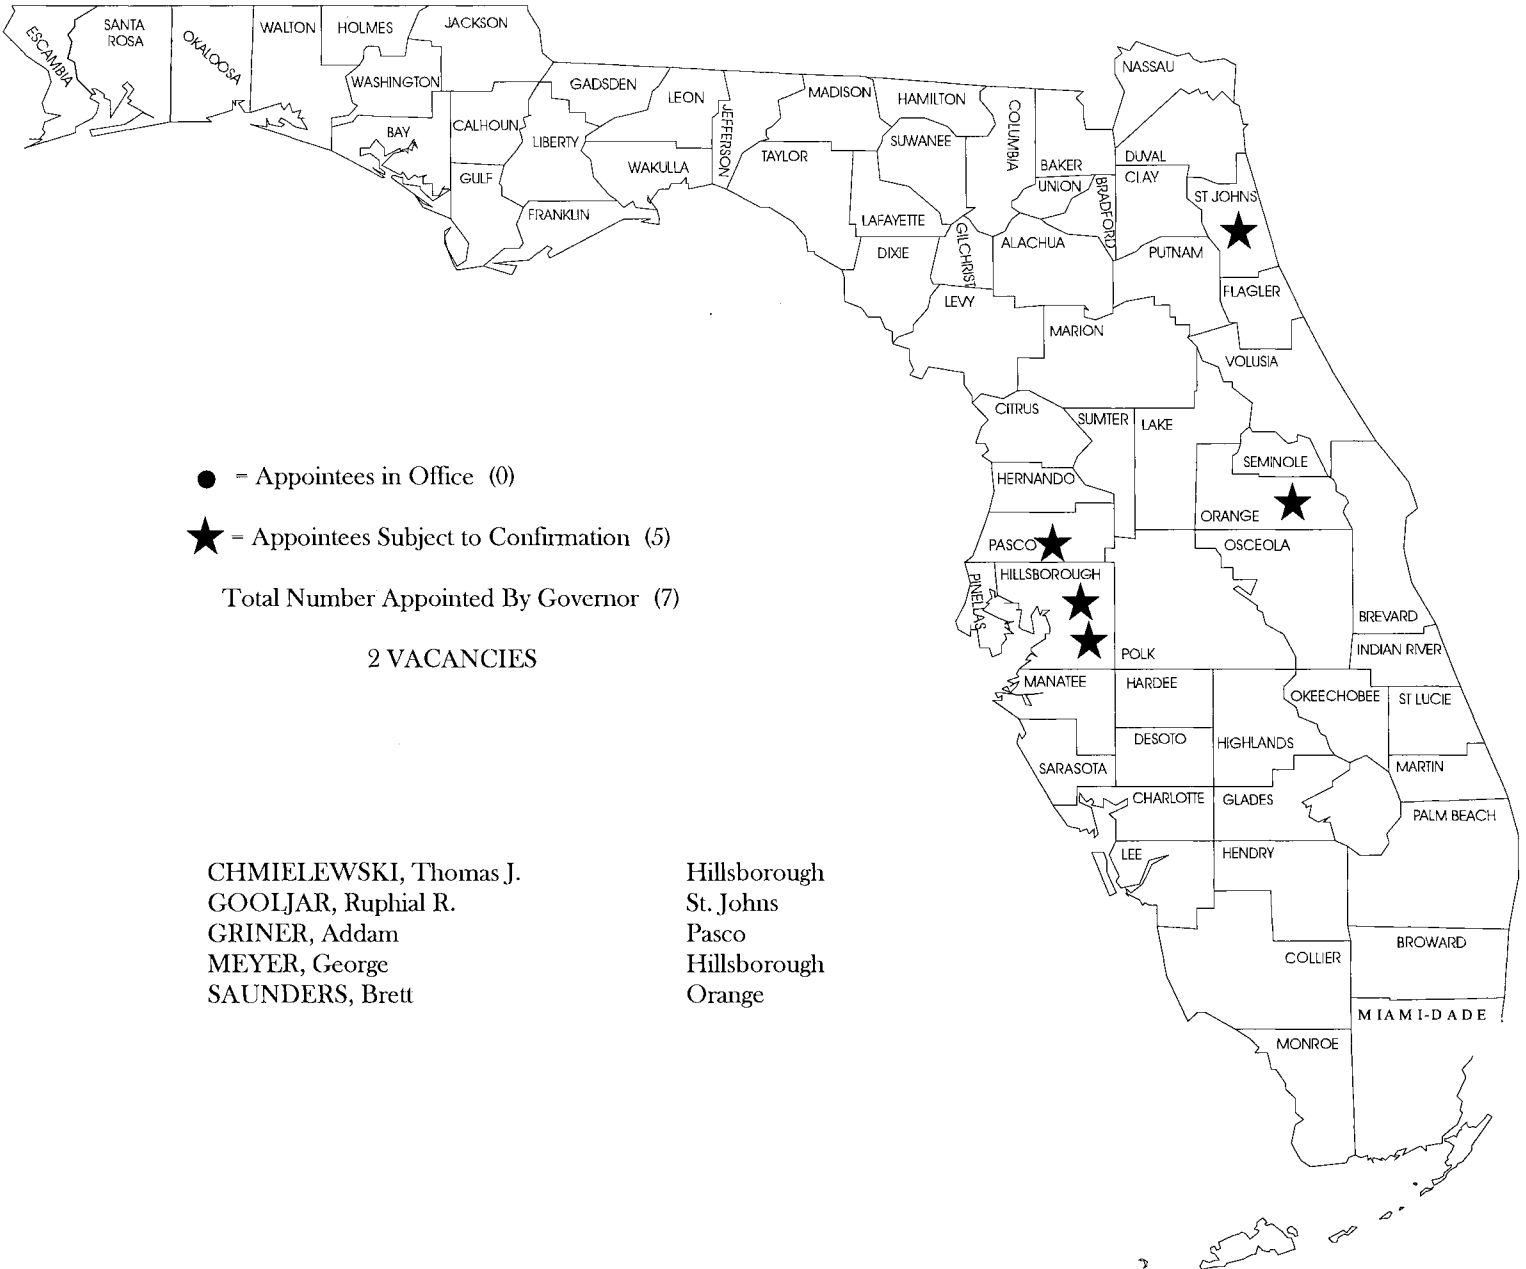 ESCAMBIA
SANTA
ROSA
OKALOOSA
WALTON
HOLMES
JACKSON
WASHINGTON
BAY
CALHOUN
GULF
LIBERTY
GADSDEN
FRANKLIN
LEON
WAKULLA
JEFFERSON
MADISON
TAYLOR
HAMILTON
SUWANEE
LAFAYETTE
DIXIE
COLUMBIA
GILCHRIST
LEVY
BAKER
UNION
BRADFORD
ALACHUA
NASSAU
DUVAL
CLAY
ST JOHNS
PUTNAM
FLAGLER
MARION
VOLUSIA
CITRUS
SUMTER
LAKE
SEMINOLE
HERNANDO
ORANGE
PASCO
OSCEOLA
PINELLAS
HILLSBOROUGH
POLK
BREVARD
INDIAN RIVER
MANATEE
HARDEE
OKEECHOBEE
ST LUCIE
DESOTO
HIGHLANDS
SARASOTA
MARTIN
CHARLOTTE
GLADES
PALM BEACH
LEE
HENDRY
COLLIER
BROWARD
MIAMI-DADE
MONROE
= Appointees in Office (0)
= Appointees Subject to Confirmation (5)
Total Number Appointed By Governor (7)
2 VACANCIES
CHMIELEWSKI, Thomas J. Hillsborough
GOOLJAR, Ruphial R. St. Johns
GRINER, Addam Pasco
MEYER, George Hillsborough
SAUNDERS, Brett Orange